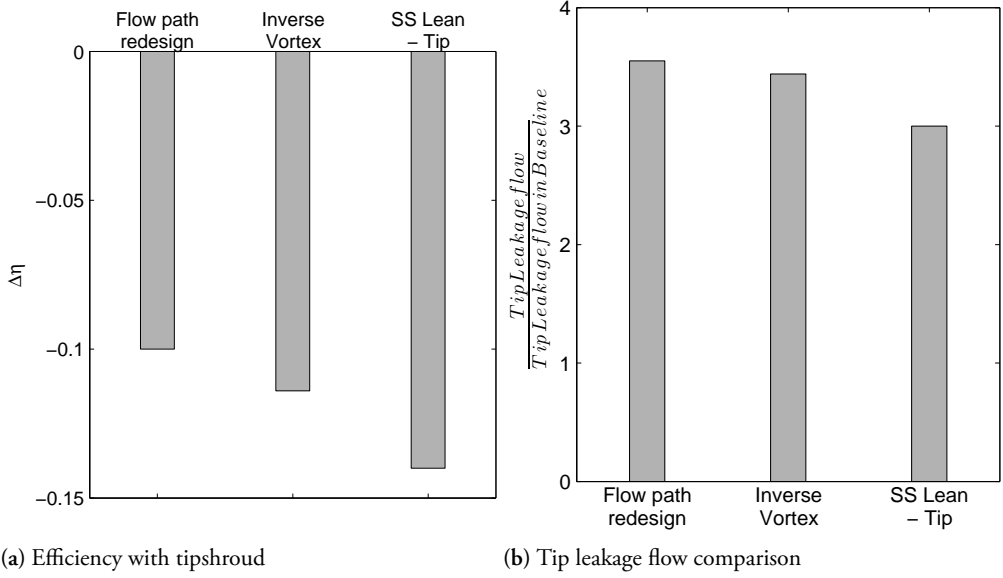 Flow path
redesign
Inverse
Vortex
SS Lean
– Tip
0
−0.05
−0.1
−0.15
Δη
(a) Efficiency with tipshroud
4
3
2
1
0
TipLeakageflow
TipLeakageflowinBaseline
Flow path
redesign
Inverse
Vortex
SS Lean
– Tip
(b) Tip leakage flow comparison